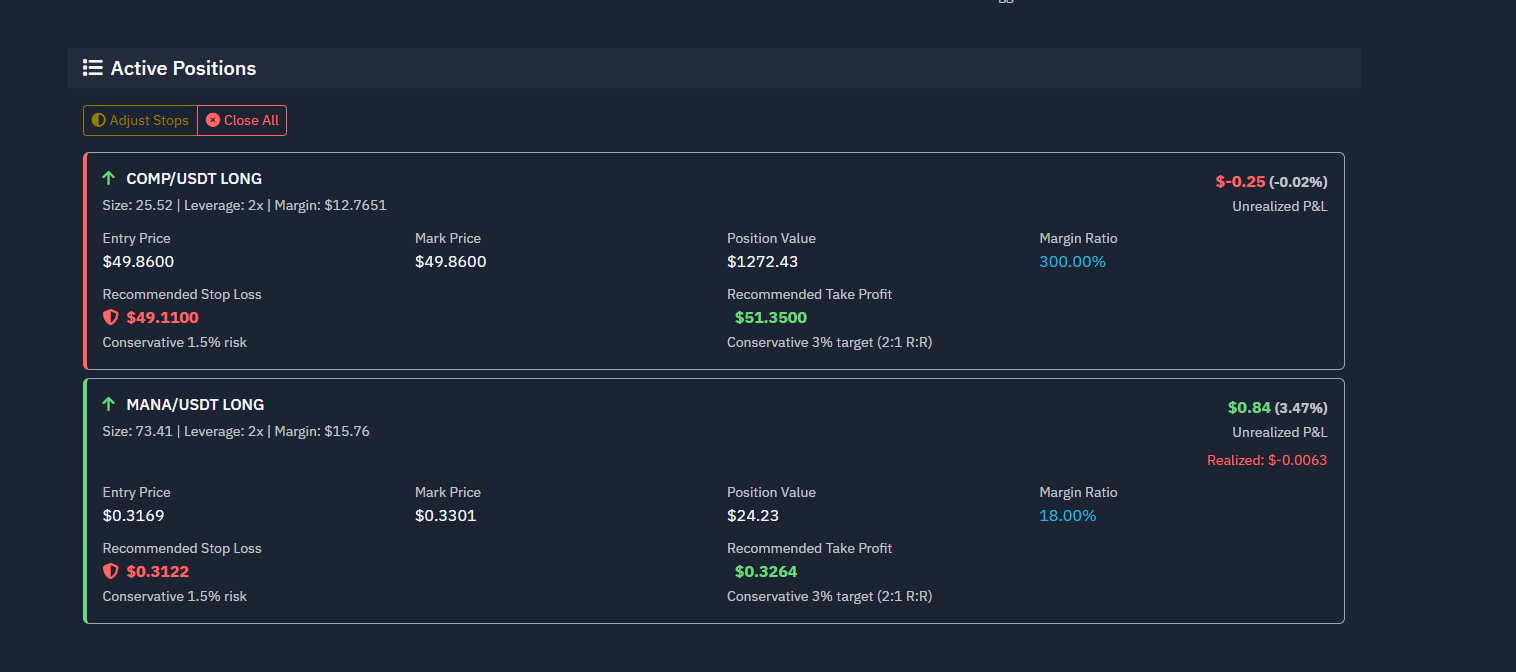 Active Positions
Adjust Stops Close All
COMP/USDT LONG $-0.25 (-0.02%)
Size: 25.52 | Leverage: 2x | Margin: $12.7651 Unrealized P&L
Entry Price Mark Price Position Value Margin Ratio
$49.8600 $49.8600 $1272.43 300.00%
Recommended Stop Loss Recommended Take Profit
$49.1100 $51.3500
Conservative 1.5% risk Conservative 3% target (2:1 R:R)
MANA/USDT LONG $0.84 (3.47%)
Size: 73.41 | Leverage: 2x | Margin: $15.76 Unrealized P&L
Realized: $-0.0063
Entry Price Mark Price Position Value Margin Ratio
$0.3169 $0.3301 $24.23 18.00%
Recommended Stop Loss Recommended Take Profit
$0.3122 $0.3264
Conservative 1.5% risk Conservative 3% target (2:1 R:R)